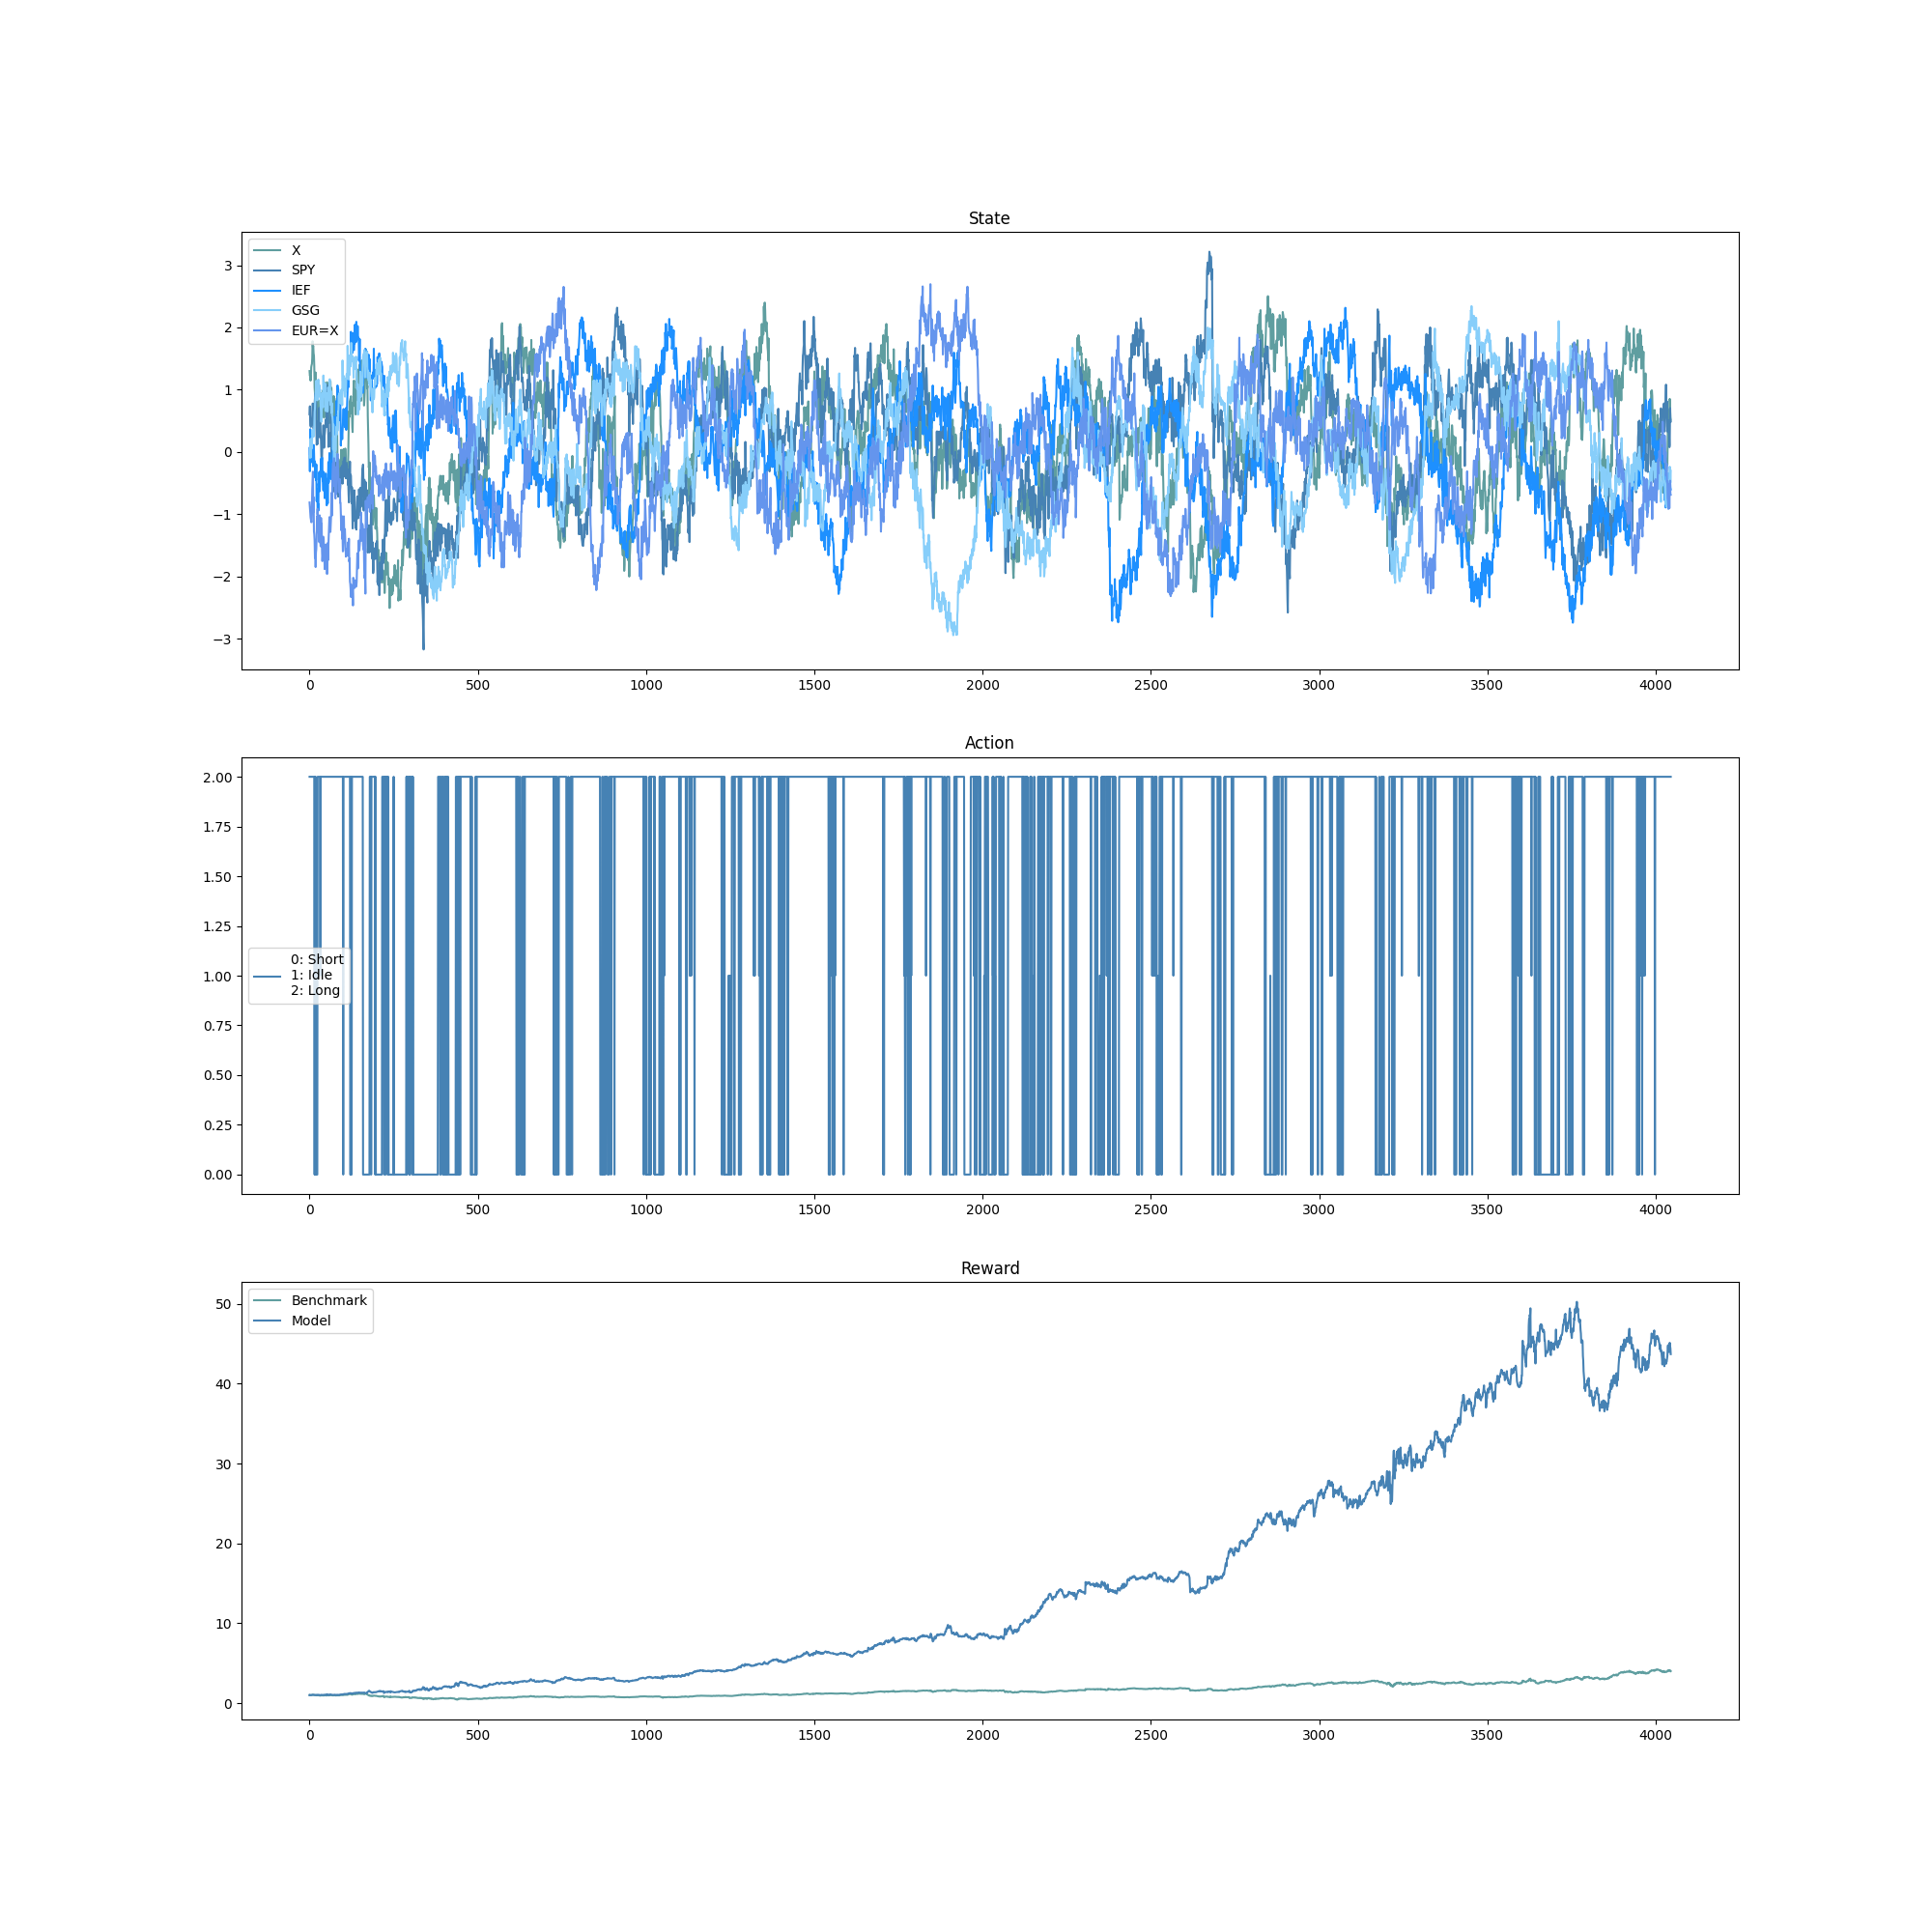 State
X
SPY
IEF
GSG
EUR=X
3
2
1
0
−1
−2
−3
0 500 1000 1500 2000 2500 3000 3500 4000
Action
2.00
1.75
1.50
1.25
1.00
0.75
0.50
0.25
0.00
0: Short
1: Idle
2: Long
0 500 1000 1500 2000 2500 3000 3500 4000
Reward
Benchmark
Model
50
40
30
20
10
0
0 500 1000 1500 2000 2500 3000 3500 4000